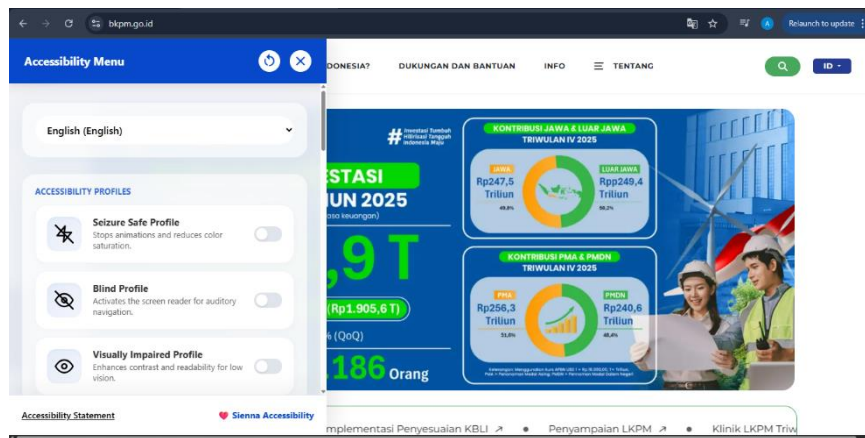 bkpm.go.id
Relaunch to update
Accessibility Menu
English (English)
ACCESSIBILITY PROFILES
Seizure Safe Profile
Stops animations and reduces color
saturation.
Blind Profile
Activates the screen reader for auditory
navigation.
Visually Impaired Profile
Enhances contrast and readability for low
vision.
Accessibility Statement
Sienna Accessibility
DONESIA?
DUKUNGAN DAN BANTUAN
INFO
TENTANG
ID
# Investasi Tumbuh
Hilirisasi Tangguh
Indonesia Maju
STASI
UN 2025
,9 T
(Rp1.905,6 T)
% (QoQ)
.186 Orang
KONTRIBUSI JAWA & LUAR JAWA
TRIWULAN IV 2025
JAWA
Rp247,5
Triliun
49,8%
LUAR JAWA
Rpp249,4
Triliun
50,2%
KONTRIBUSI PMA & PMDN
TRIWULAN IV 2025
PMA
Rp256,3
Triliun
PMDN
Rp240,6
Triliun
48,4%
mplementasi Penyesuaian KBLI
Penyampaian LKPM
Klinik LKPM Triw